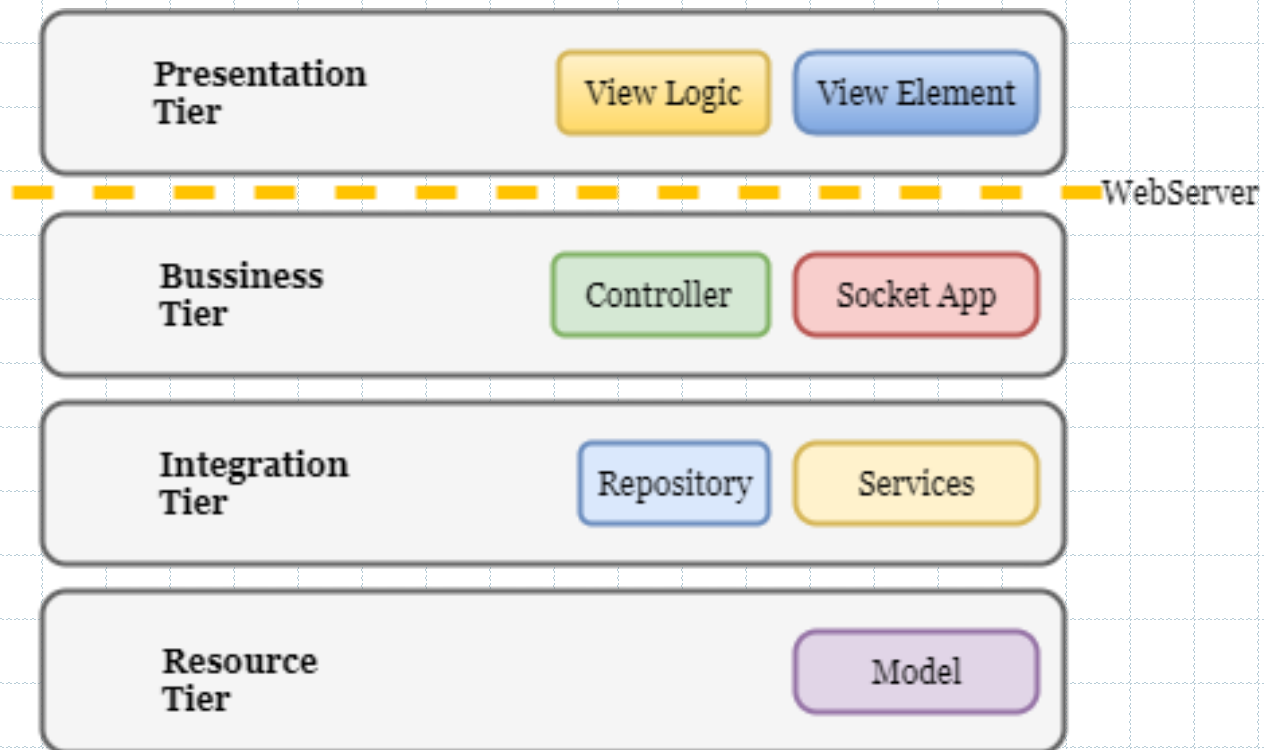 Presentation
Tier
View Logic
View Element
WebServer
Bussiness
Tier
Controller
Socket App
Integration
Tier
Repository
Services
Resource
Tier
Model